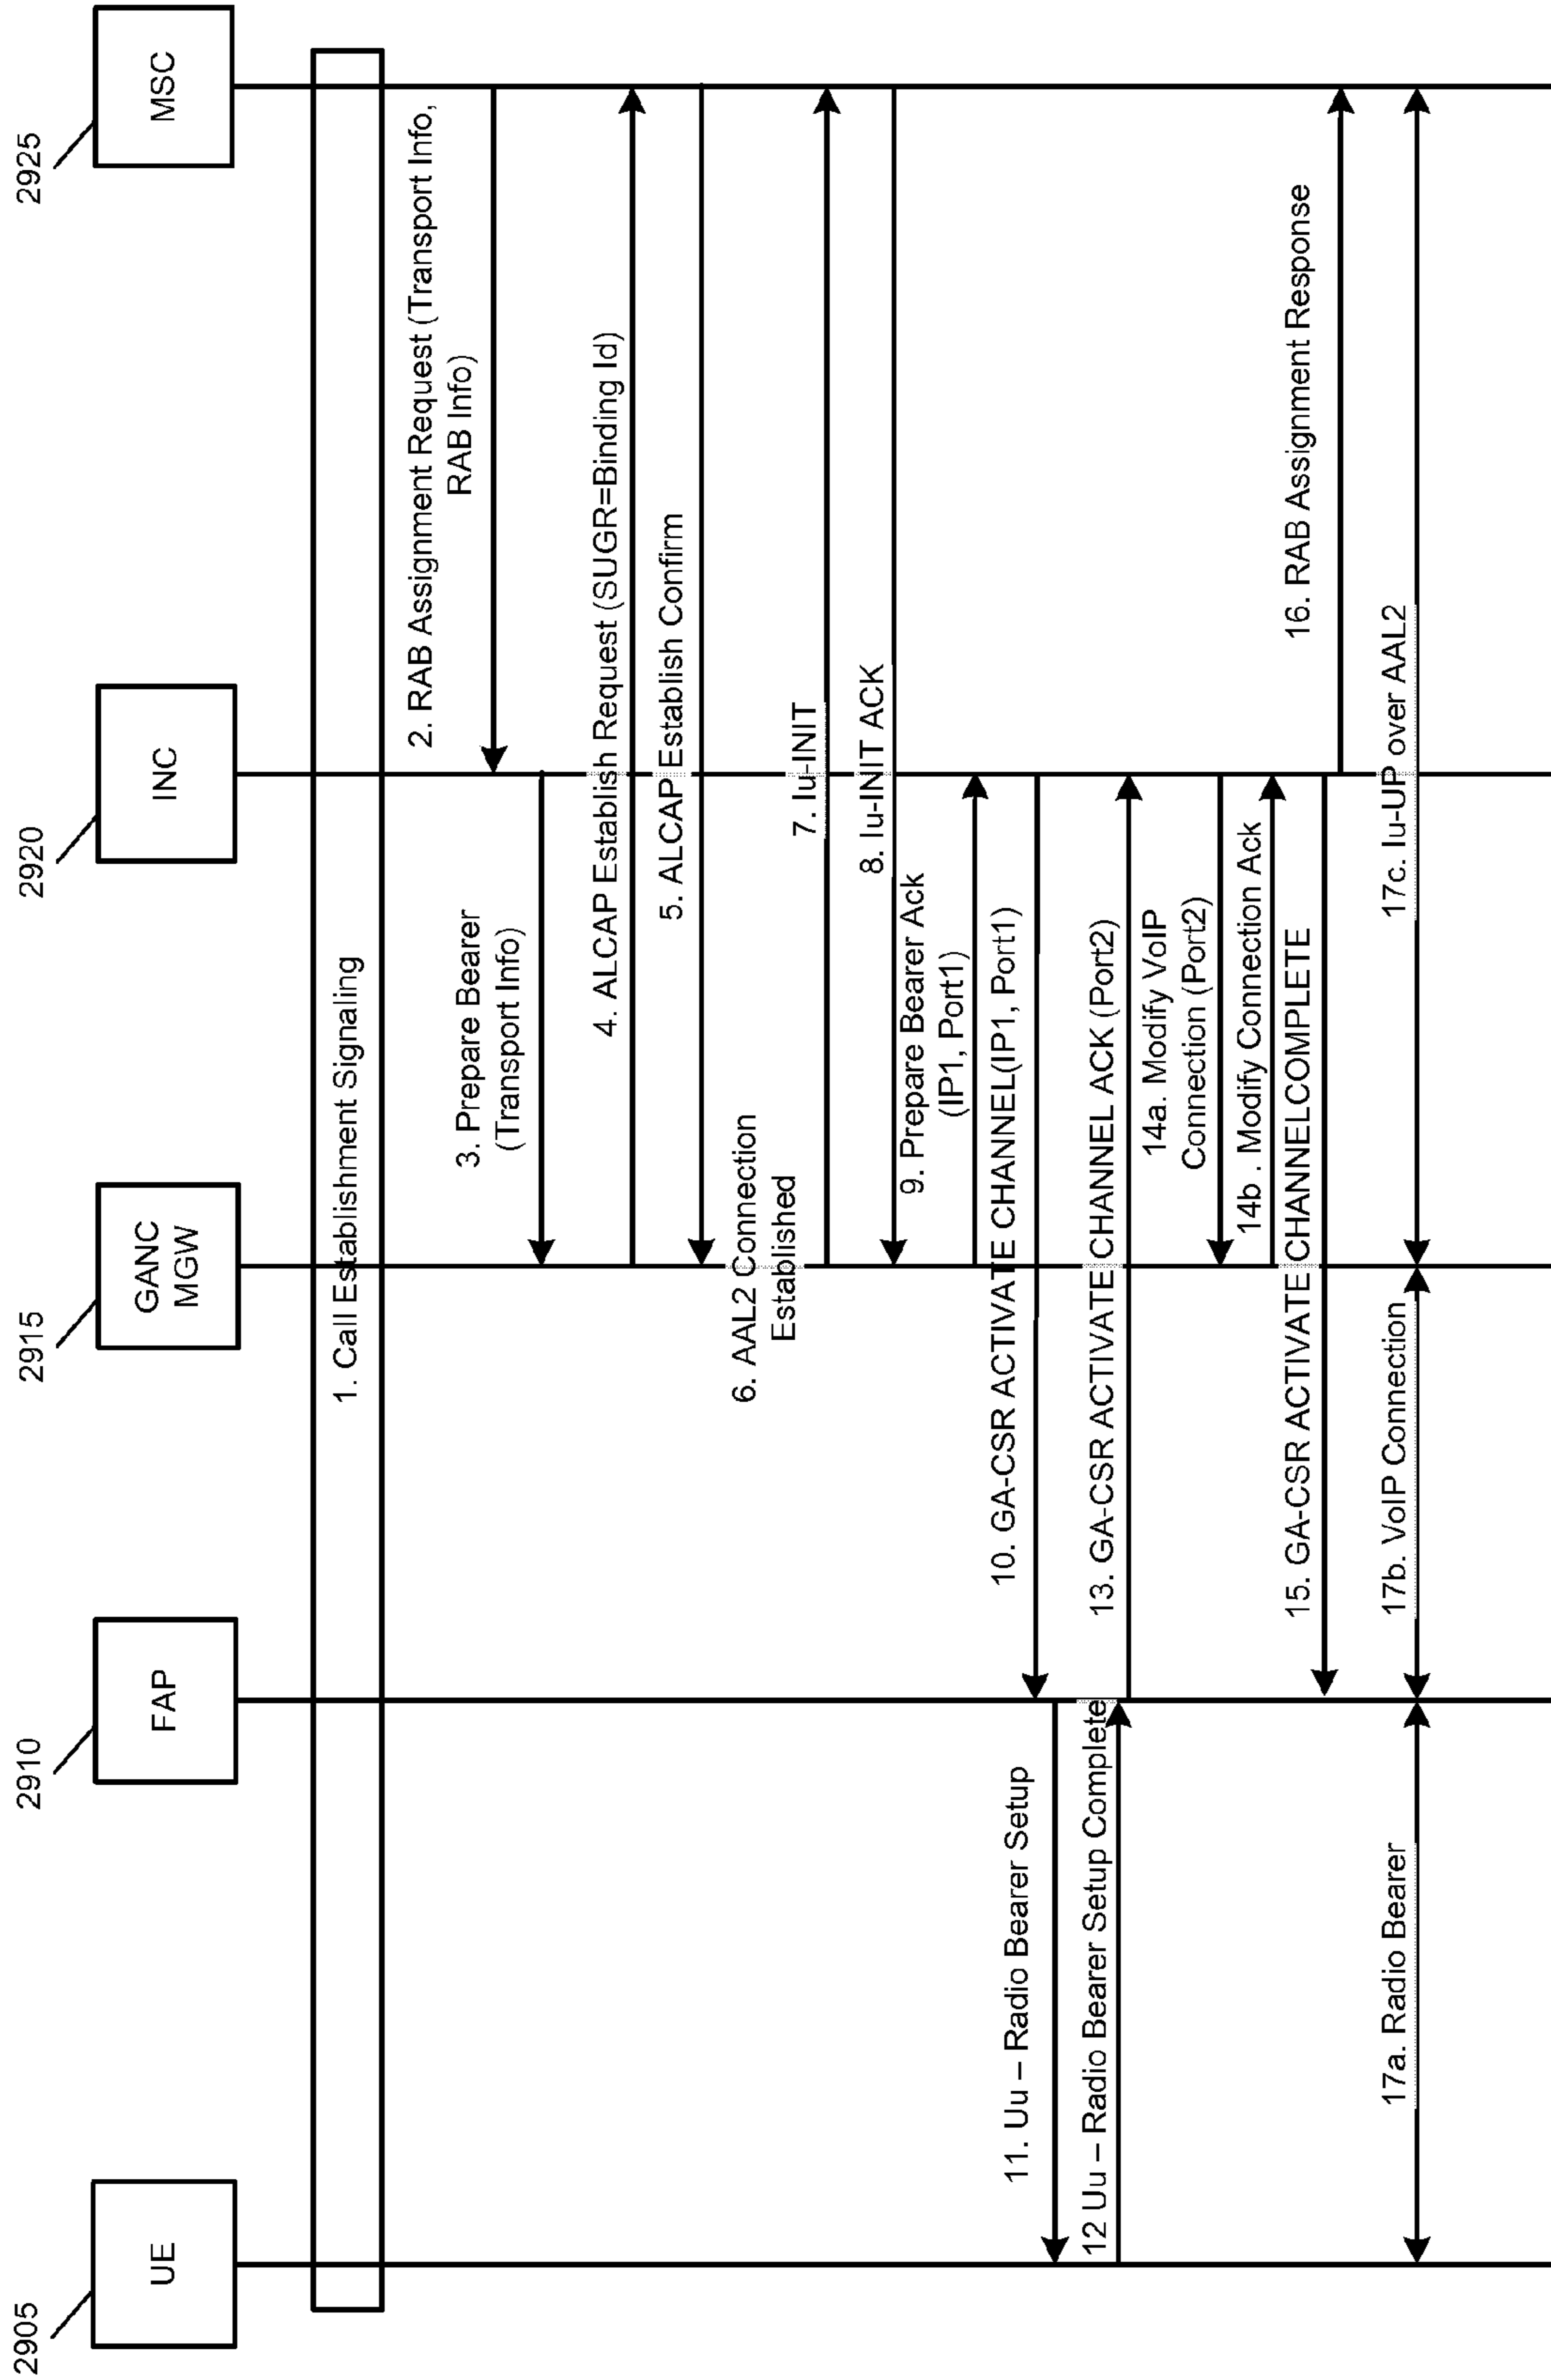 2905
2910
2915
2920
2925
UE
FAP
GANC
MGW
INC
MSC
1. Call Establishment Signaling
2. RAB Assignment Request (Transport Info,
RAB Info)
3. Prepare Bearer
(Transport Info)
4. ALCAP Establish Request (SUGR=Binding Id)
5. ALCAP Establish Confirm
6. AAL2 Connection
Established
7. Iu-INIT
8. Iu-INIT ACK
9. Prepare Bearer Ack
(IP1, Port1)
10. GA-CSR ACTIVATE CHANNEL(IP1, Port1)
11. Uu – Radio Bearer Setup
12 Uu – Radio Bearer Setup Complete
13. GA-CSR ACTIVATE CHANNEL ACK (Port2)
14a. Modify VoIP
Connection (Port2)
14b . Modify Connection Ack
15. GA-CSR ACTIVATE CHANNELCOMPLETE
16. RAB Assignment Response
17a. Radio Bearer
17b. VoIP Connection
17c. Iu-UP over AAL2